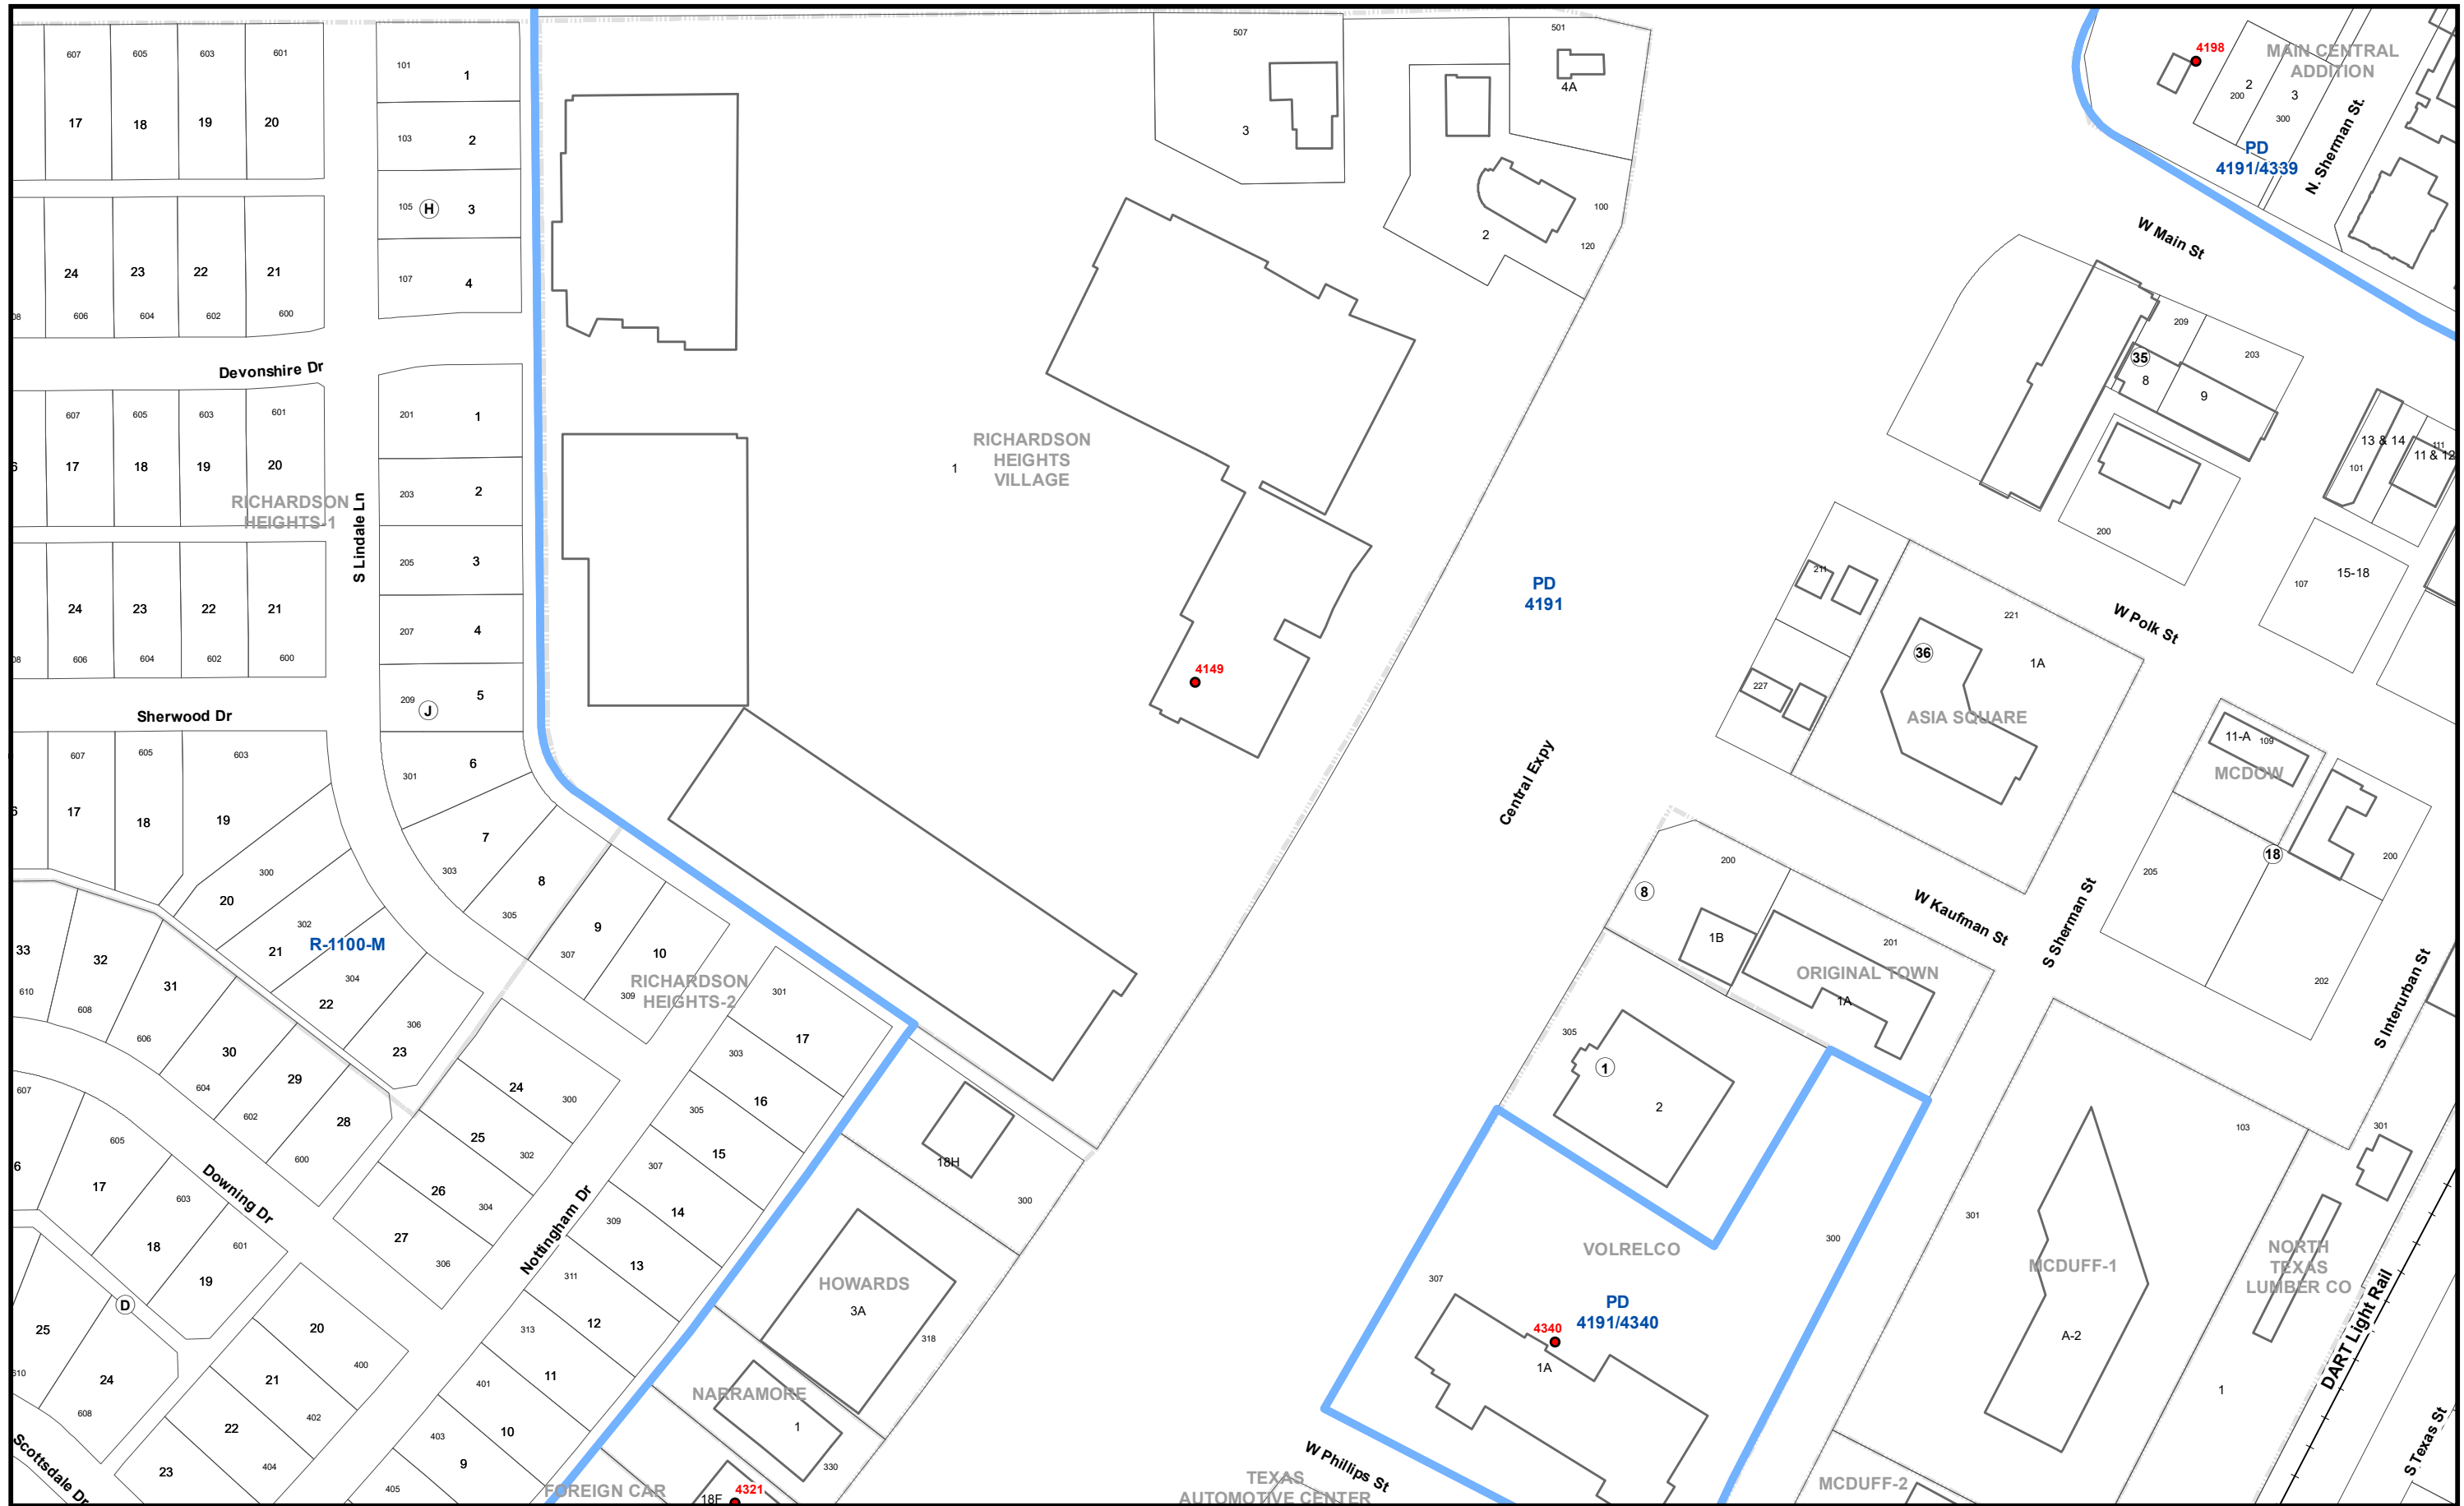 607 605 603 601
17 18 19 20
24 23 22 21
08 606 604 602 600
101 1
103 2
105 H 3
107 4
Devonshire Dr
607 605 603 601
6 17 18 19 20
RICHARDSON
HEIGHTS-1
24 23 22 21
08 606 604 602 600
S Lindale Ln
201 1
203 2
205 3
207 4
209 J 5
301 6
303 7
305 8
307 9
309 10
Sherwood Dr
607 605 603
6 17 18 19
300
20
302
21
R-1100-M
304
22
306
23
33 32 31
610 608 606
30 29 28
604 602 600
RICHARDSON
HEIGHTS-2
24 300
25 302
26 304
27 306
607 605 603 601
6 17 18 19
Downing Dr
D
25 24
610 608
20 400
21 402
22 404
23
Scottsdale Dr
Nottingham Dr
301 17
303 16
305 15
307 14
309 13
311 12
313 11
401 10
403 9
405
507
3
501
4A
100
2
120
RICHARDSON
HEIGHTS
VILLAGE
1
4149
PD
4191
Central Expy
18H
300
HOWARDS
3A
318
NARRAMORE
1
330
FOREIGN CAR
18F
4321
TEXAS
AUTOMOTIVE CENTER
W Phillips St
4198
MAIN CENTRAL
ADDITION
2
200
3
300
PD
4191/4339
N. Sherman St.
W Main St
209
203
35
8
9
200
13 & 14
101
111
11 & 12
15-18
107
W Polk St
211
227
221
36
1A
ASIA SQUARE
11-A 109
MCDOW
18
200
205
202
W Kaufman St
S Sherman St
S Interurban St
200
8
1B
201
ORIGINAL TOWN
1A
305
1
2
VOLRELCO
300
307
PD
4191/4340
4340
1A
301
103
301
MCDUFF-1
A-2
NORTH
TEXAS
LUMBER CO
1
DART Light Rail
S Texas St
MCDUFF-2